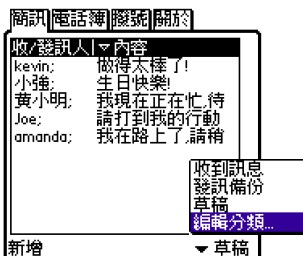 簡訊 電話簿 撥號 關於
收/發訊人 內容
kevin; 做得太棒了!
小強; 生日快樂!
黃小明; 我現在正在忙,待
Joe; 請打到我的行動
amanda; 我在路上了,請稍
收到訊息
發訊備份
草稿
編輯分類...
新增 草稿